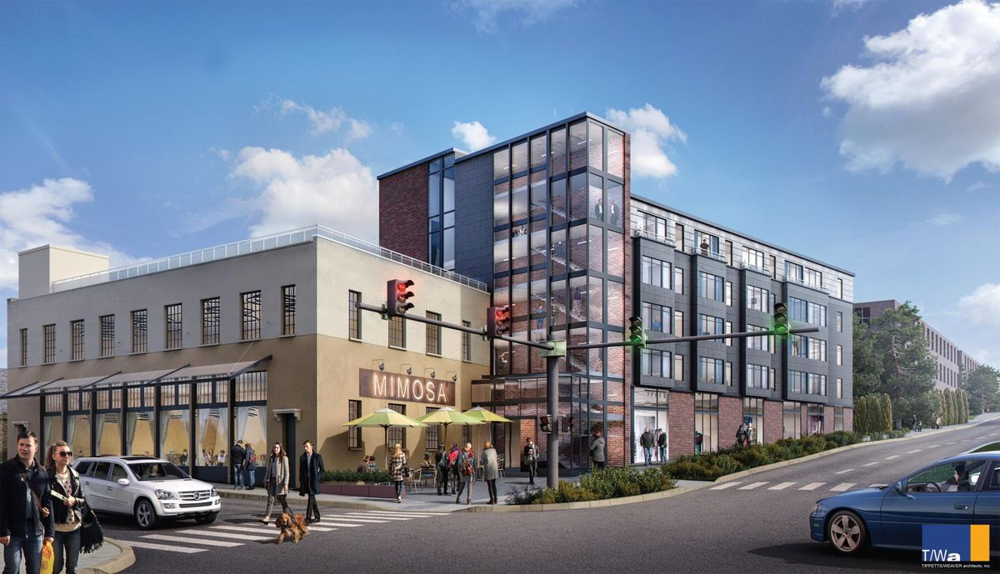 MIMOSA
T/Wa
TIPPETTS/WEAVER architects, inc.